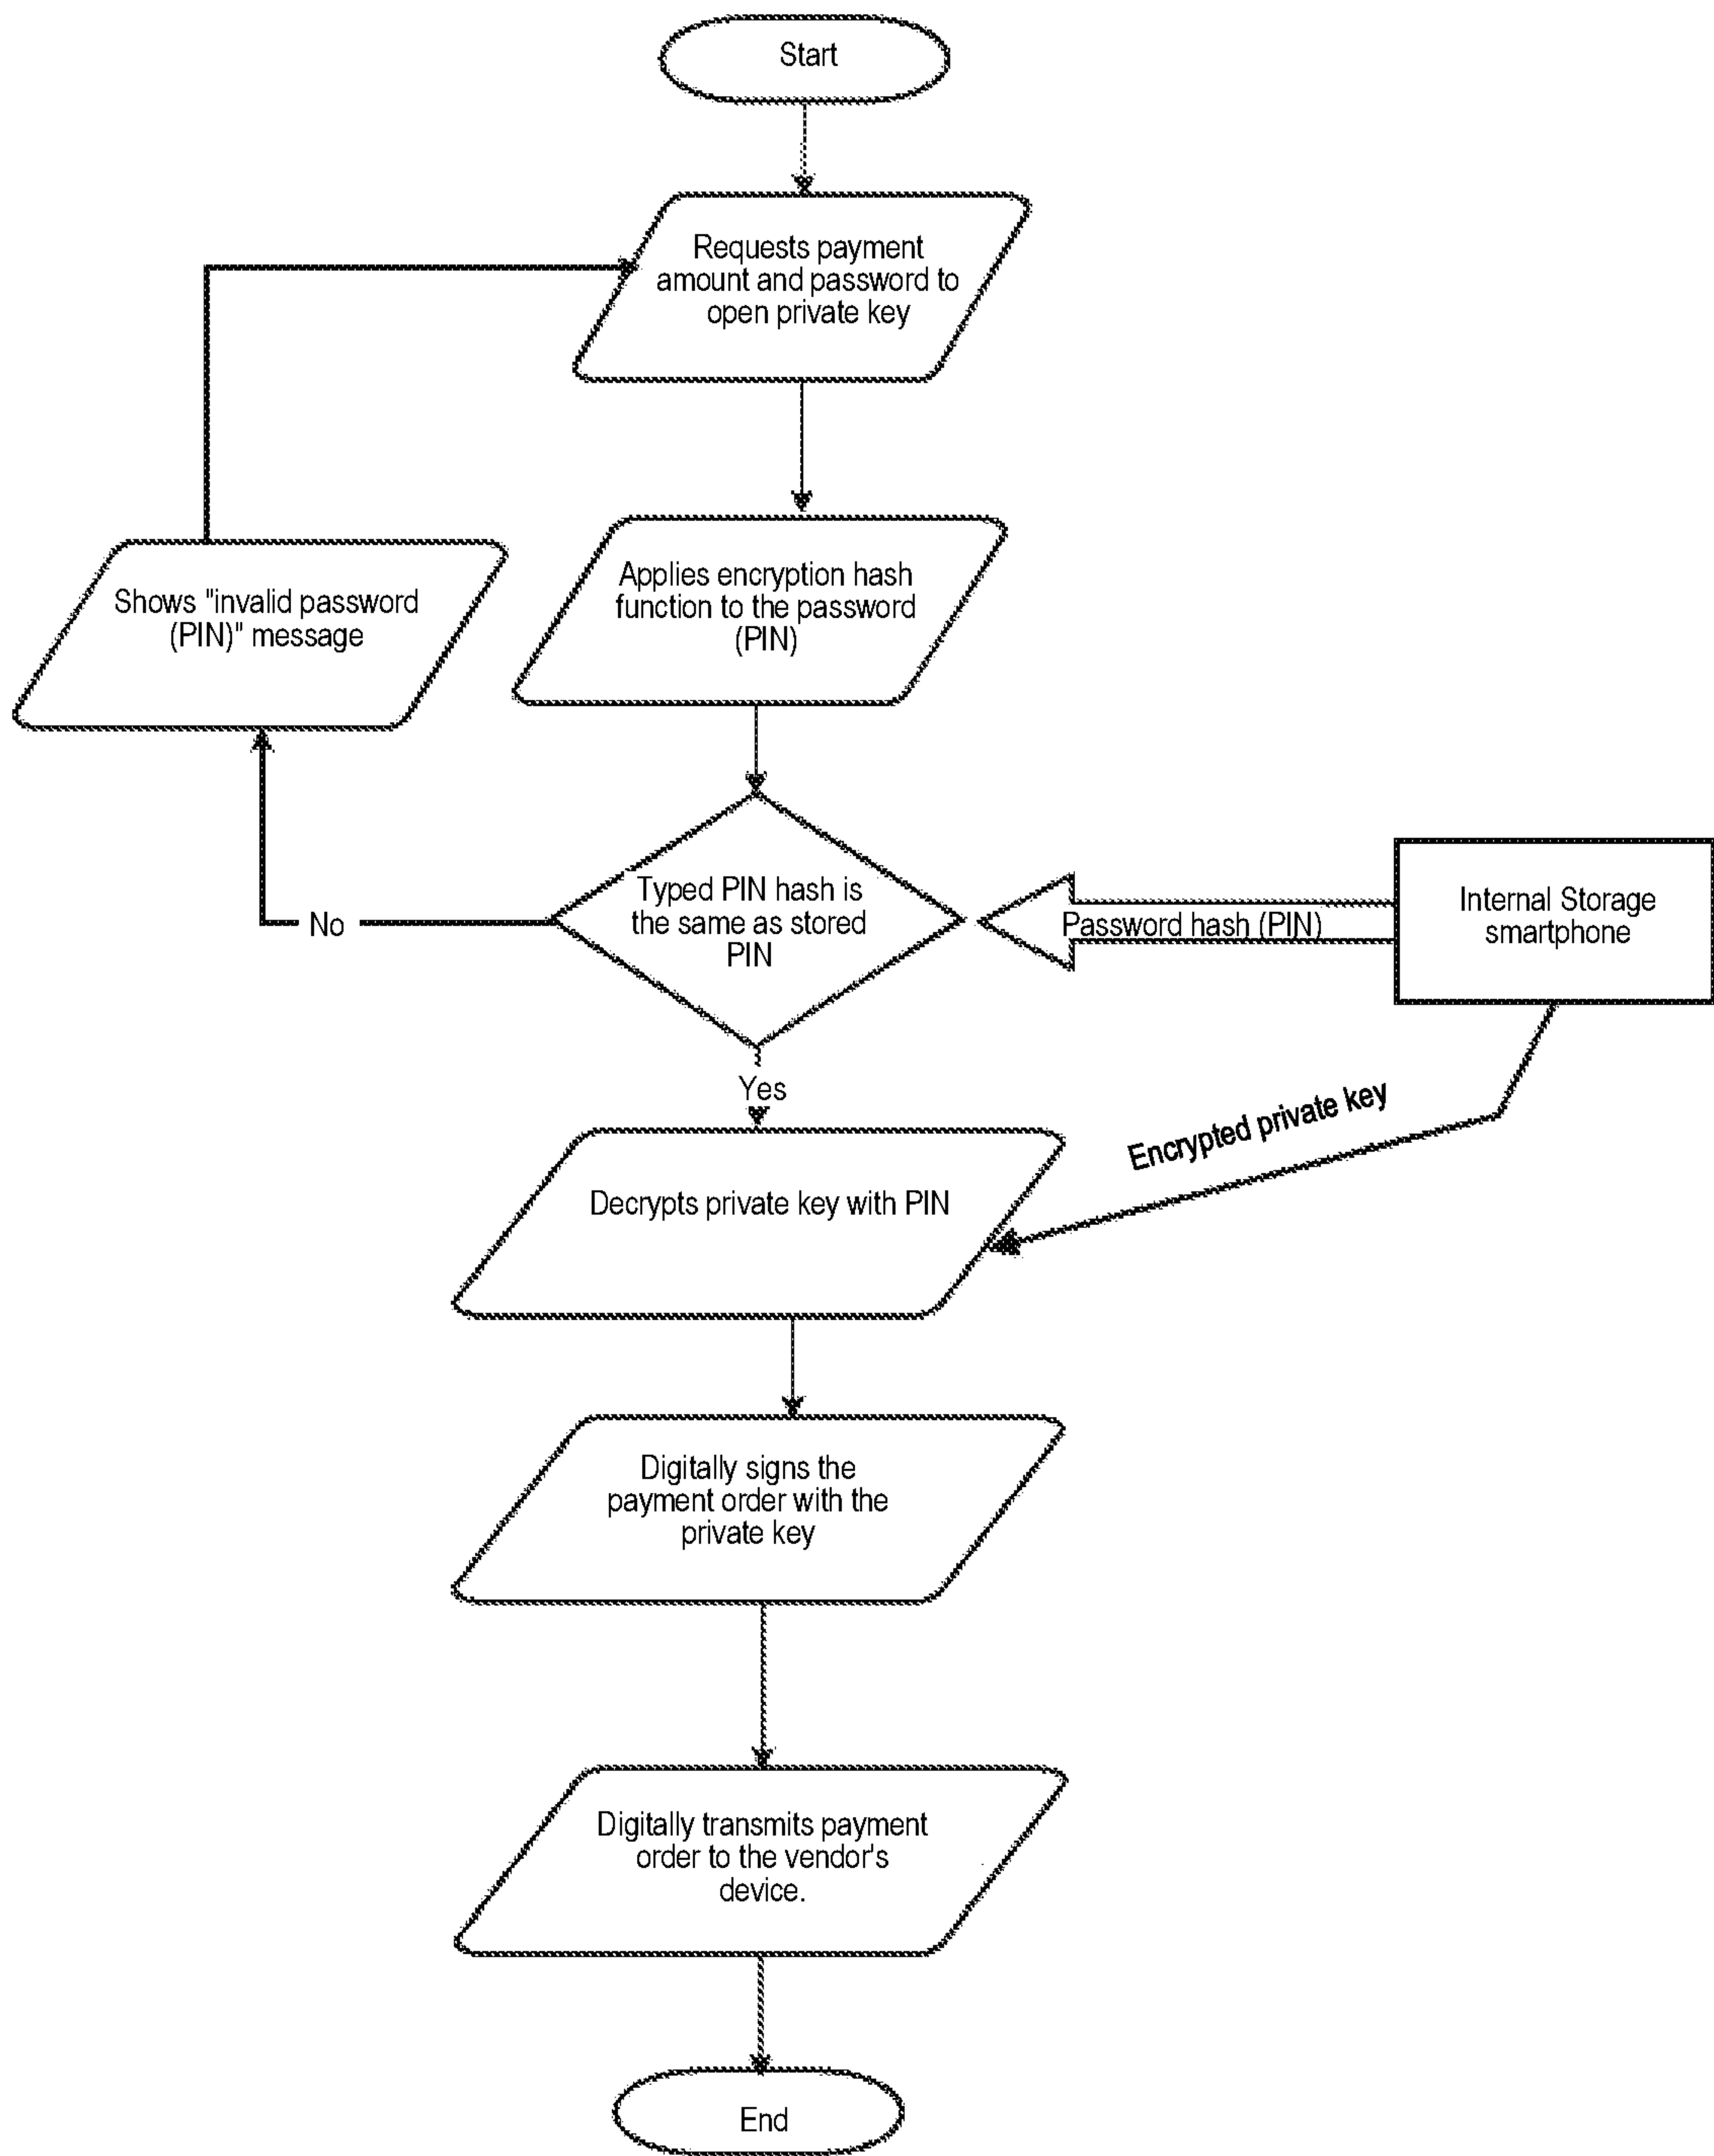 Start
Requests payment
amount and password to
open private key
Applies encryption hash
function to the password
(PIN)
Shows "invalid password
(PIN)" message
Typed PIN hash is
the same as stored
PIN
No
Password hash (PIN)
Internal Storage
smartphone
Yes
Encrypted private key
Decrypts private key with PIN
Digitally signs the
payment order with the
private key
Digitally transmits payment
order to the vendor's
device.
End